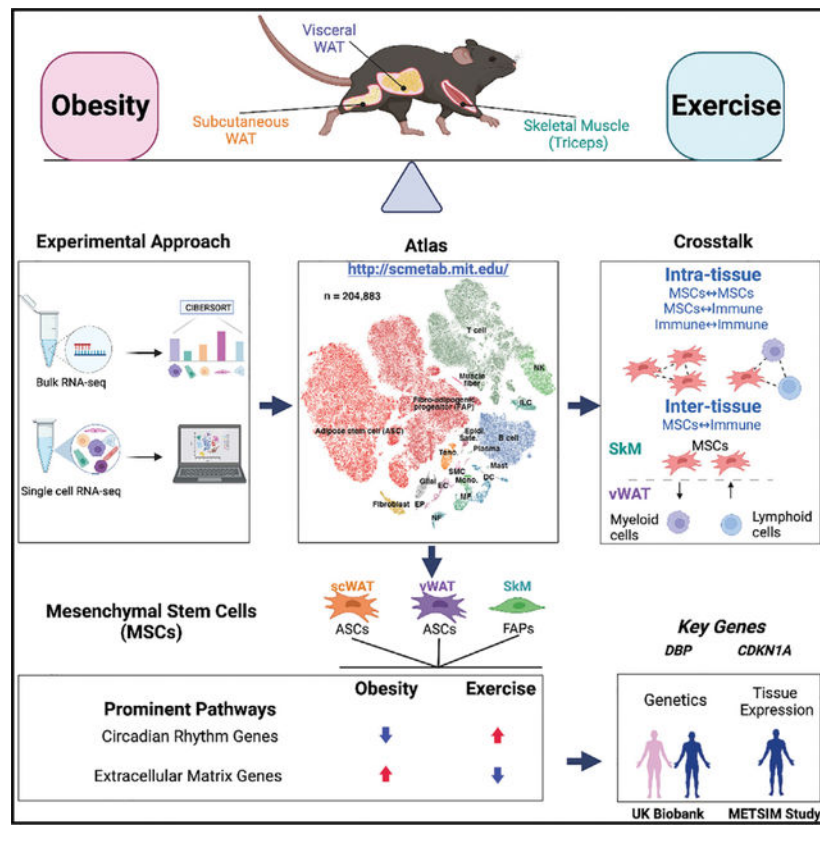 Visceral
WAT
Obesity
Exercise
Subcutaneous
WAT
Skeletal Muscle
(Triceps)
Experimental Approach
Atlas
Crosstalk
http://scmetab.mit.edu/
n = 204,883
CIBERSORT
Bulk RNA-seq
Single cell RNA-seq
T cell
NK
Muscle
fiber
Fibro-adipogenic
progenitor (FAP)
ILC
Adipose stem cell (ASC)
Epidi.
Sate.
B cell
Plasma
Teno.
Mast
SMC
Glial
EC
Mono.
DC
Fibroblast
EP
MP
NP
Intra-tissue
MSCs↔MSCs
MSCs↔Immune
Immune↔Immune
Inter-tissue
MSCs↔Immune
SkM
MSCs
vWAT
Myeloid
cells
Lymphoid
cells
Mesenchymal Stem Cells
(MSCs)
scWAT
vWAT
SkM
ASCs
ASCs
FAPs
Key Genes
DBP
CDKN1A
Prominent Pathways
Obesity
Exercise
Circadian Rhythm Genes
Extracellular Matrix Genes
Genetics
Tissue
Expression
UK Biobank
METSIM Study